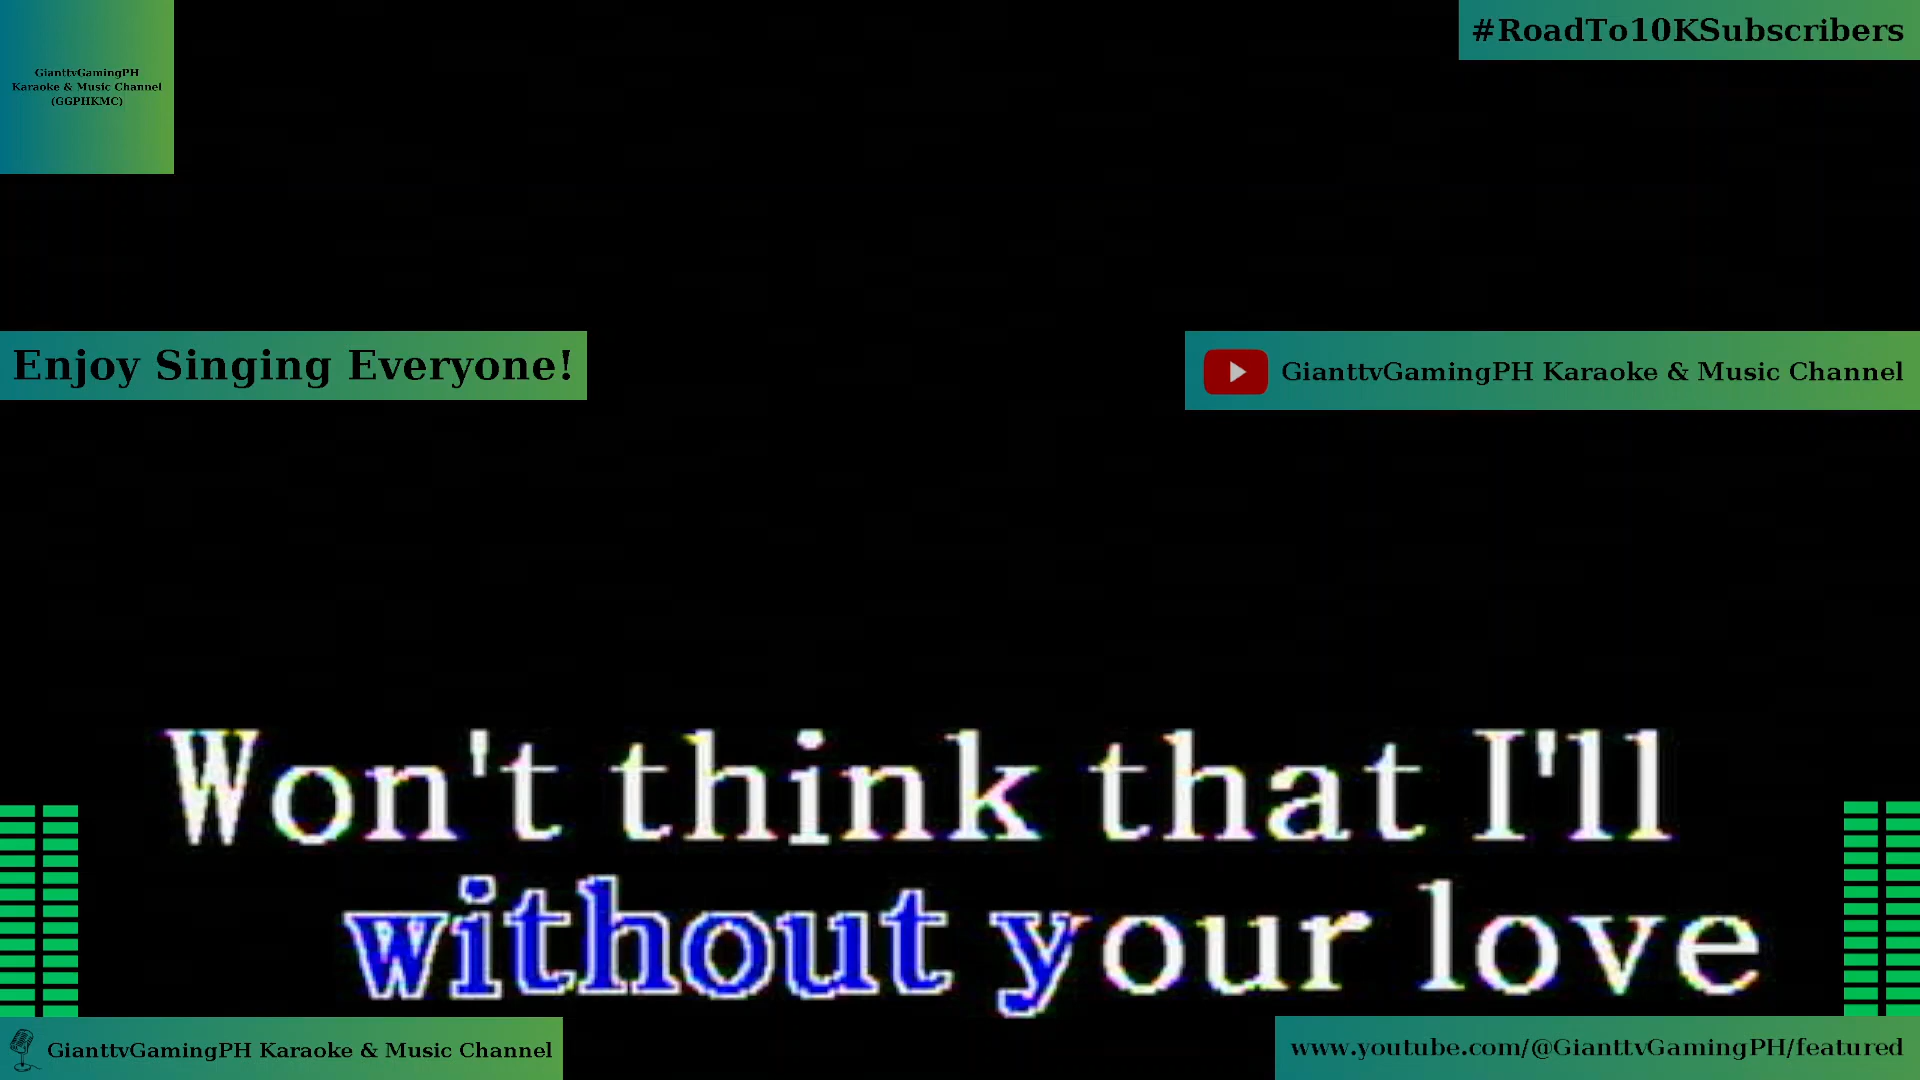 GianttvGamingPH
Karaoke & Music Channel
(GGPHKMC)
#RoadTo10KSubscribers
Enjoy Singing Everyone!
GianttvGamingPH Karaoke & Music Channel
Won't think that I'll
without your love
GianttvGamingPH Karaoke & Music Channel
www.youtube.com/@GianttvGamingPH/featured